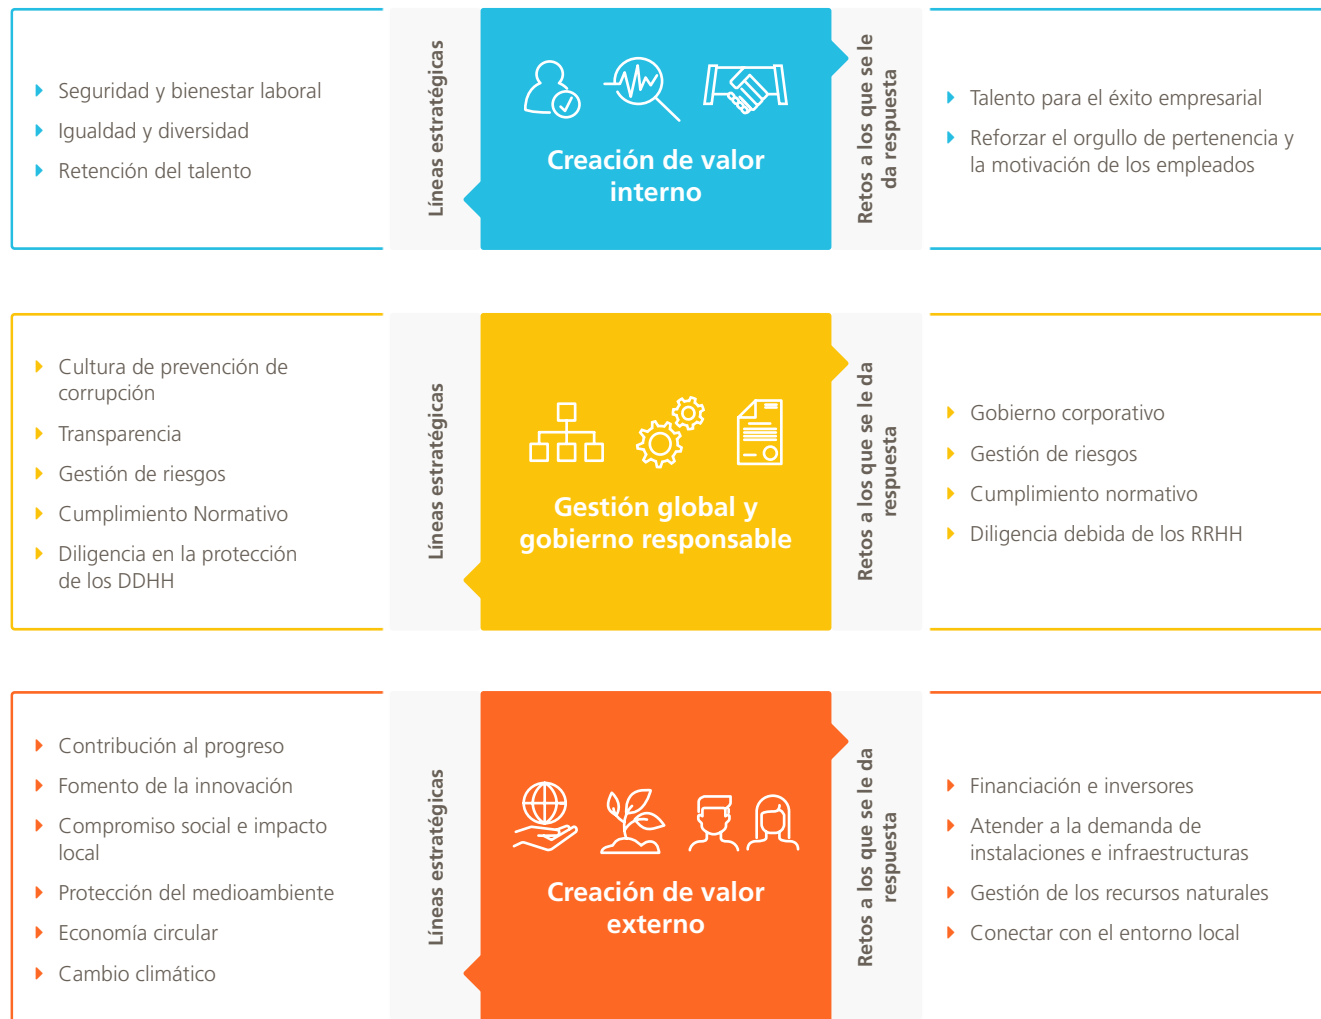 Seguridad y bienestar laboral
Igualdad y diversidad
Retención del talento
Líneas estratégicas
Creación de valor
interno
Retos a los que se le
da respuesta
Talento para el éxito empresarial
Reforzar el orgullo de pertenencia y
la motivación de los empleados
Cultura de prevención de
corrupción
Transparencia
Gestión de riesgos
Cumplimiento Normativo
Diligencia en la protección
de los DDHH
Líneas estratégicas
Gestión global y
gobierno responsable
Retos a los que se le da
respuesta
Gobierno corporativo
Gestión de riesgos
Cumplimiento normativo
Diligencia debida de los RRHH
Contribución al progreso
Fomento de la innovación
Compromiso social e impacto
local
Protección del medioambiente
Economía circular
Cambio climático
Líneas estratégicas
Creación de valor
externo
Retos a los que se le da
respuesta
Financiación e inversores
Atender a la demanda de
instalaciones e infraestructuras
Gestión de los recursos naturales
Conectar con el entorno local